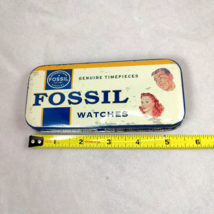 FOSSIL
GENUINE TIMEPIECES
FOSSIL
WATCHES
1 2 3 4 5 6